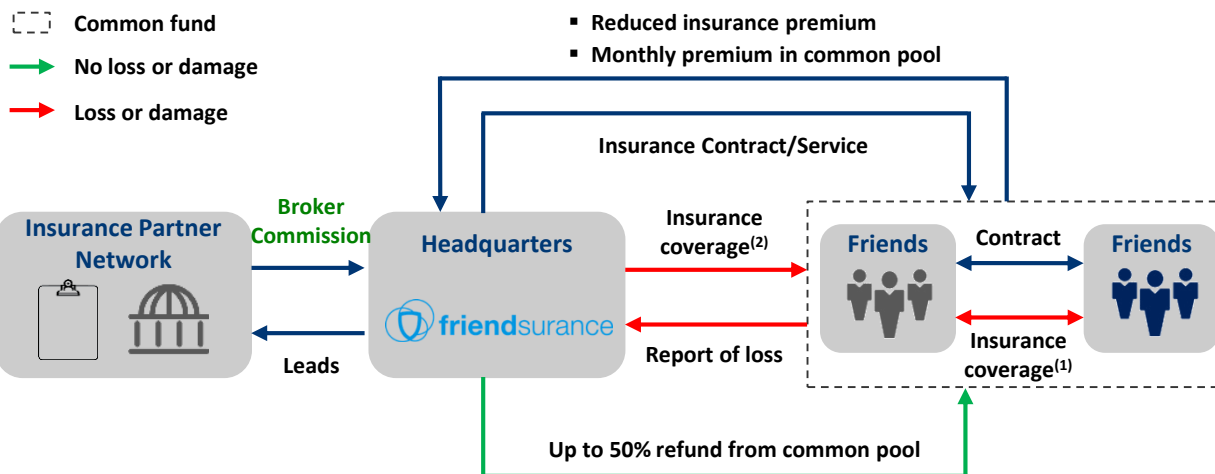 Common fund
No loss or damage
Loss or damage
▪ Reduced insurance premium
▪ Monthly premium in common pool
Insurance Contract/Service
Insurance Partner
Network
Broker
Commission
Leads
Headquarters
friendsurance
Insurance
coverage(2)
Report of loss
Friends
Contract
Friends
Insurance
coverage(1)
Up to 50% refund from common pool